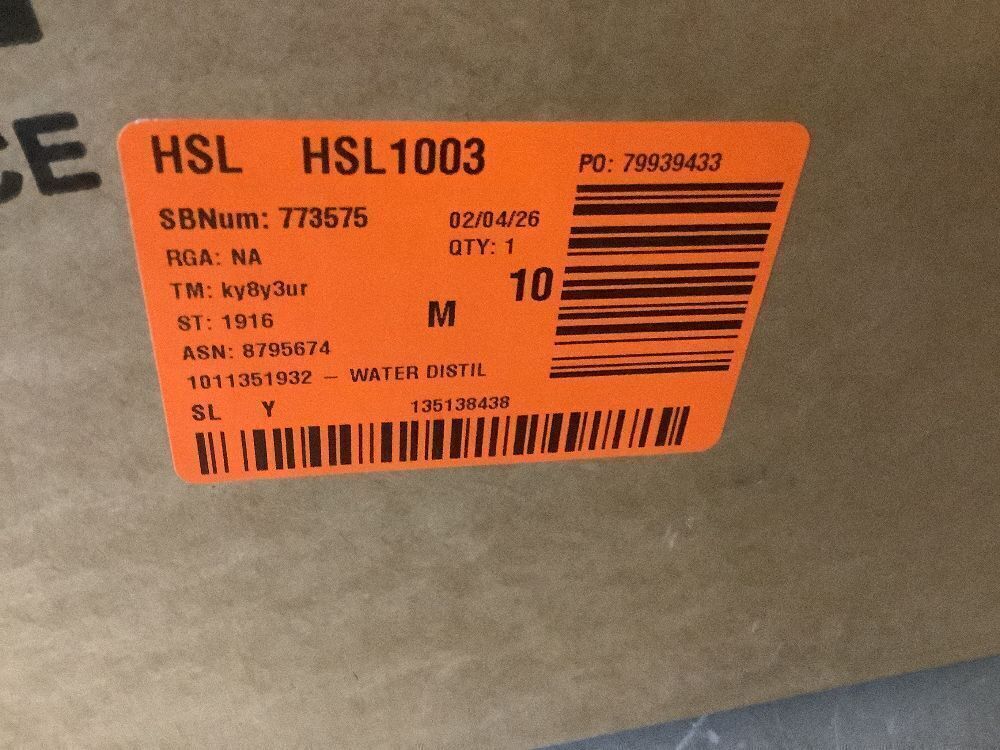 CE
HSL HSL1003 PO: 79939433
SBNum: 773575 02/04/26
RGA: NA QTY: 1
TM: ky8y3ur 10
ST: 1916 M
ASN: 8795674
1011351932 – WATER DISTIL
SL Y 135138438